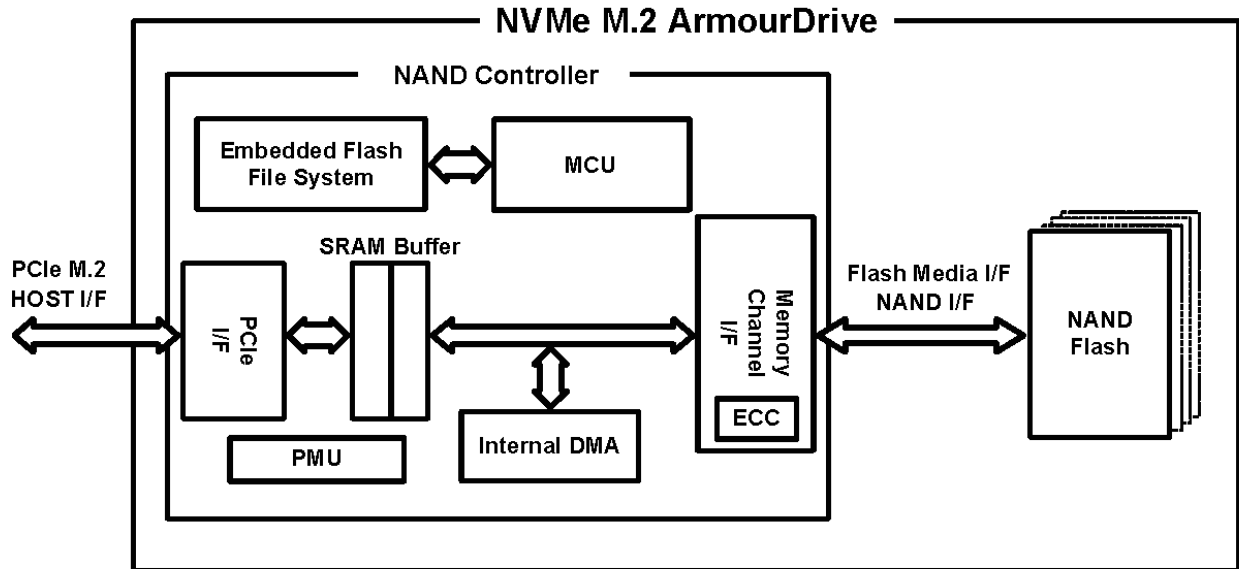 NVMe M.2 ArmourDrive
NAND Controller
Embedded Flash
File System
MCU
SRAM Buffer
PCIe M.2
HOST I/F
PCIe
I/F
Memory
Channel
I/F
ECC
Flash Media I/F
NAND I/F
NAND
Flash
PMU
Internal DMA